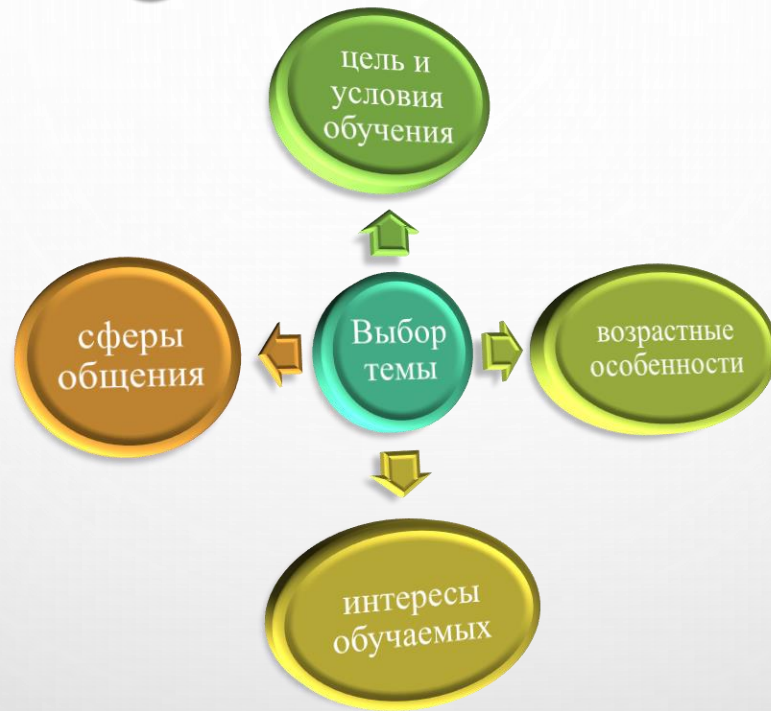 цель и
условия
обучения
сферы
общения
Выбор
темы
возрастные
особенности
интересы
обучаемых